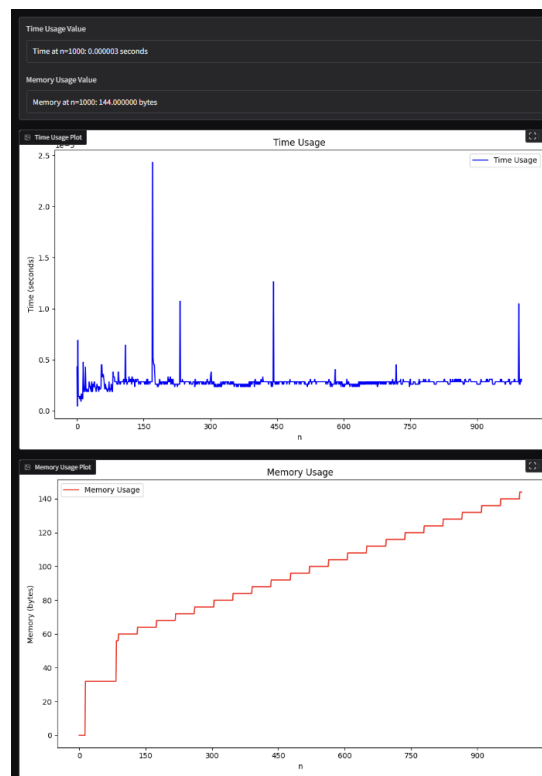 Time Usage Value
Time at n=1000: 0.000003 seconds
Memory Usage Value
Memory at n=1000: 144.000000 bytes
Time Usage Plot
Time Usage
Time Usage
2.5
2.0
1.5
1.0
0.5
0.0
Time (seconds)
0
150
300
450
600
750
900
n
Memory Usage Plot
Memory Usage
Memory Usage
140
120
100
80
60
40
20
0
Memory (bytes)
0
150
300
450
600
750
900
n